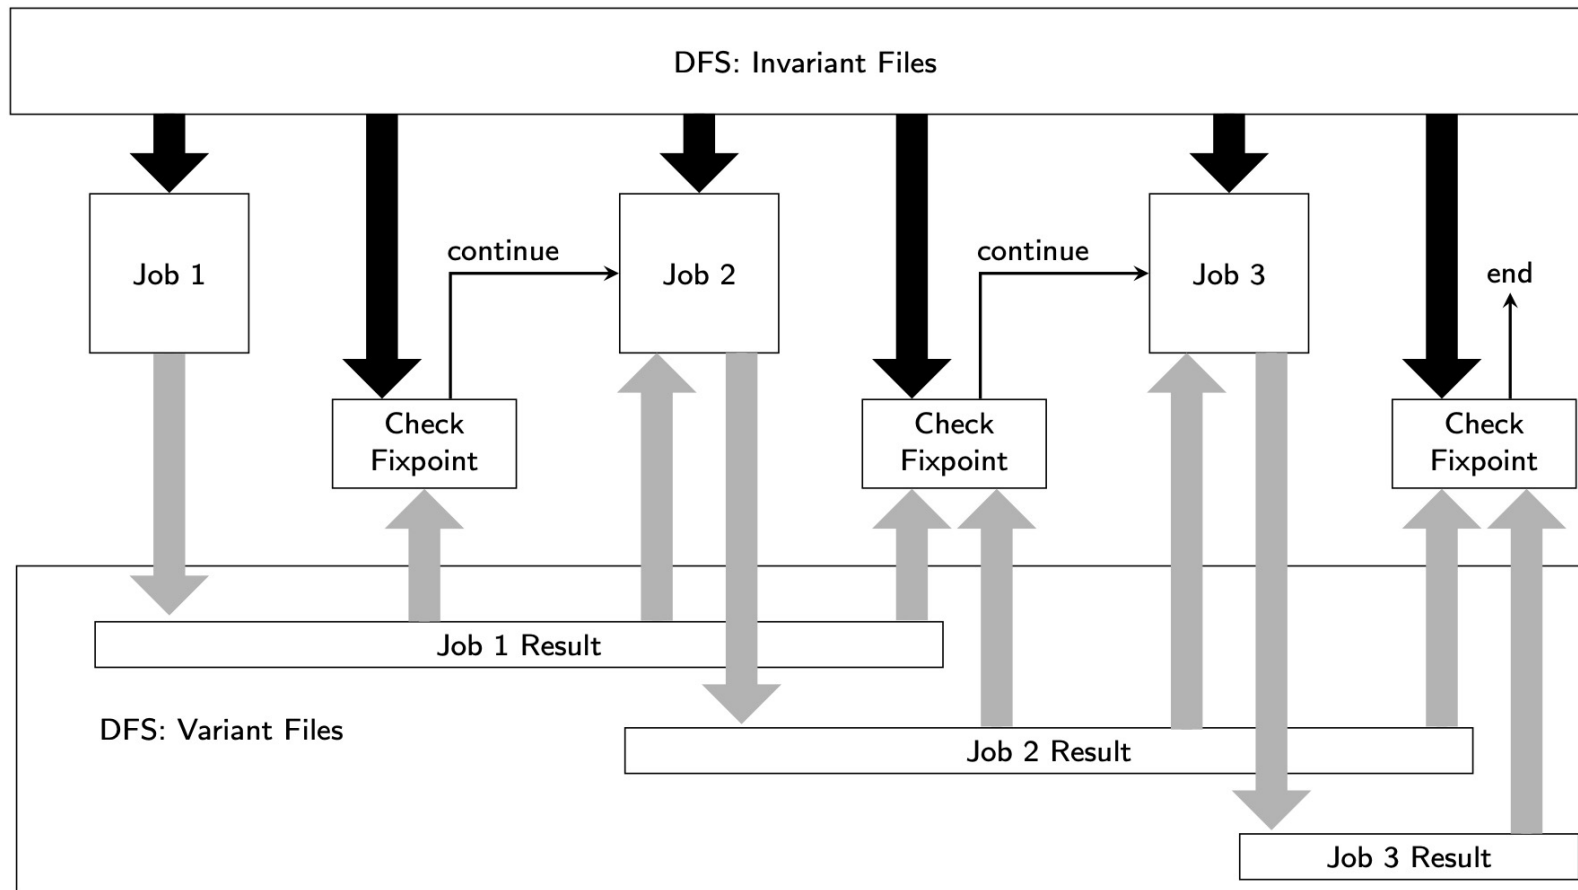 DFS: Invariant Files
Job 1
continue
Job 2
continue
Job 3
end
Check
Fixpoint
Check
Fixpoint
Check
Fixpoint
Job 1 Result
DFS: Variant Files
Job 2 Result
Job 3 Result